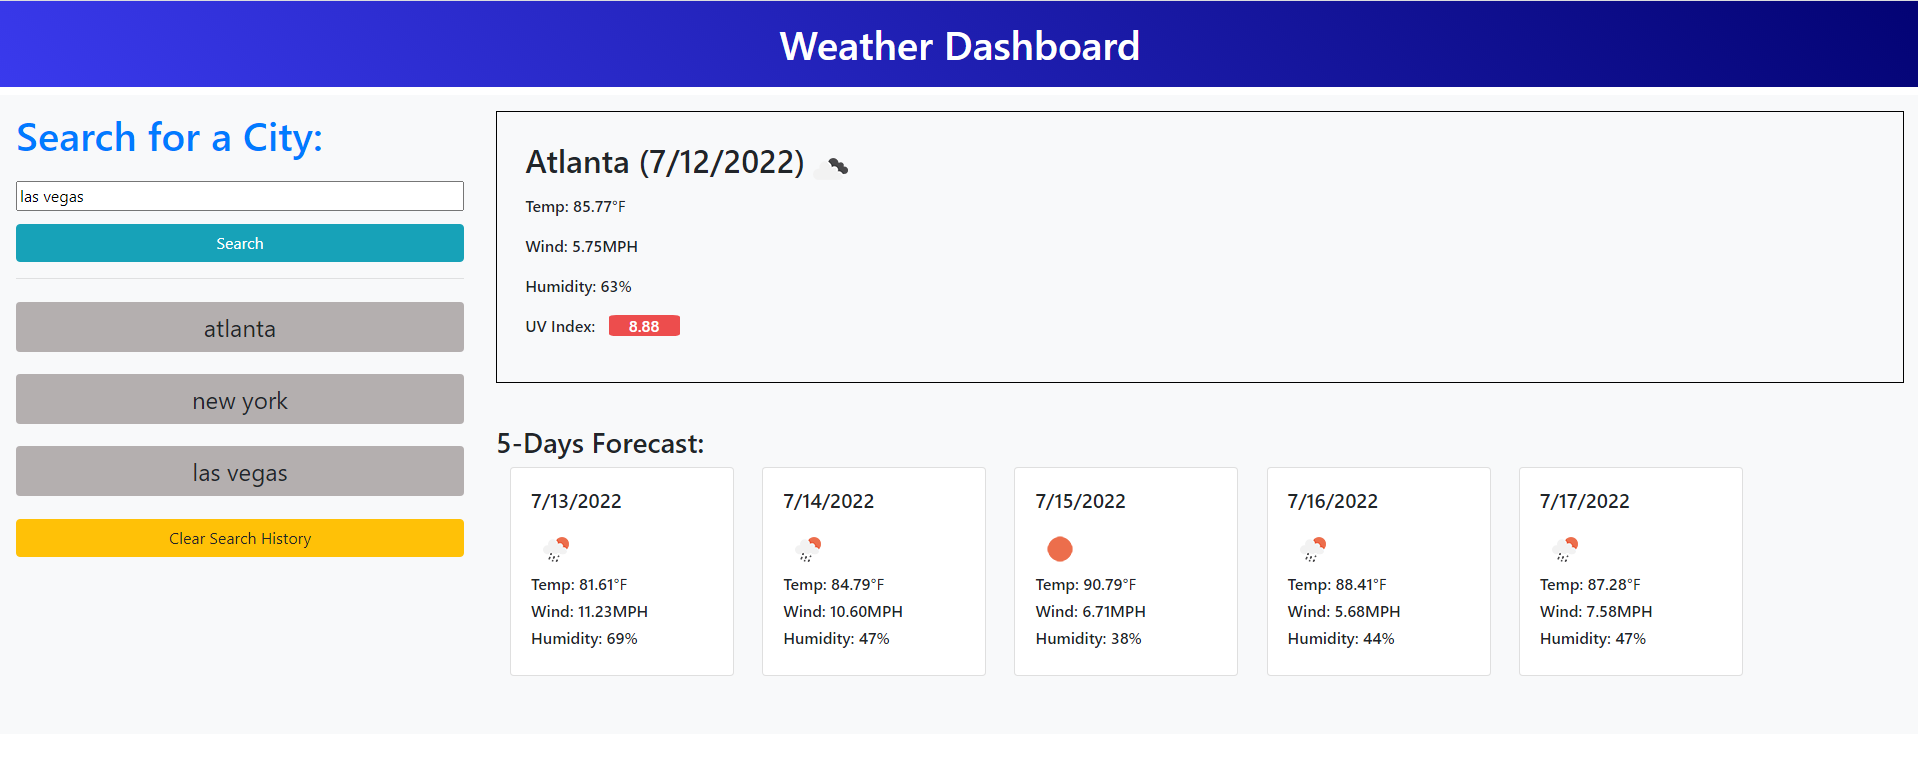 Weather Dashboard
Search for a City:
las vegas
Search
atlanta
new york
las vegas
Clear Search History
Atlanta (7/12/2022)
Temp: 85.77°F
Wind: 5.75MPH
Humidity: 63%
UV Index: 8.88
5-Days Forecast:
7/13/2022
Temp: 81.61°F
Wind: 11.23MPH
Humidity: 69%
7/14/2022
Temp: 84.79°F
Wind: 10.60MPH
Humidity: 47%
7/15/2022
Temp: 90.79°F
Wind: 6.71MPH
Humidity: 38%
7/16/2022
Temp: 88.41°F
Wind: 5.68MPH
Humidity: 44%
7/17/2022
Temp: 87.28°F
Wind: 7.58MPH
Humidity: 47%